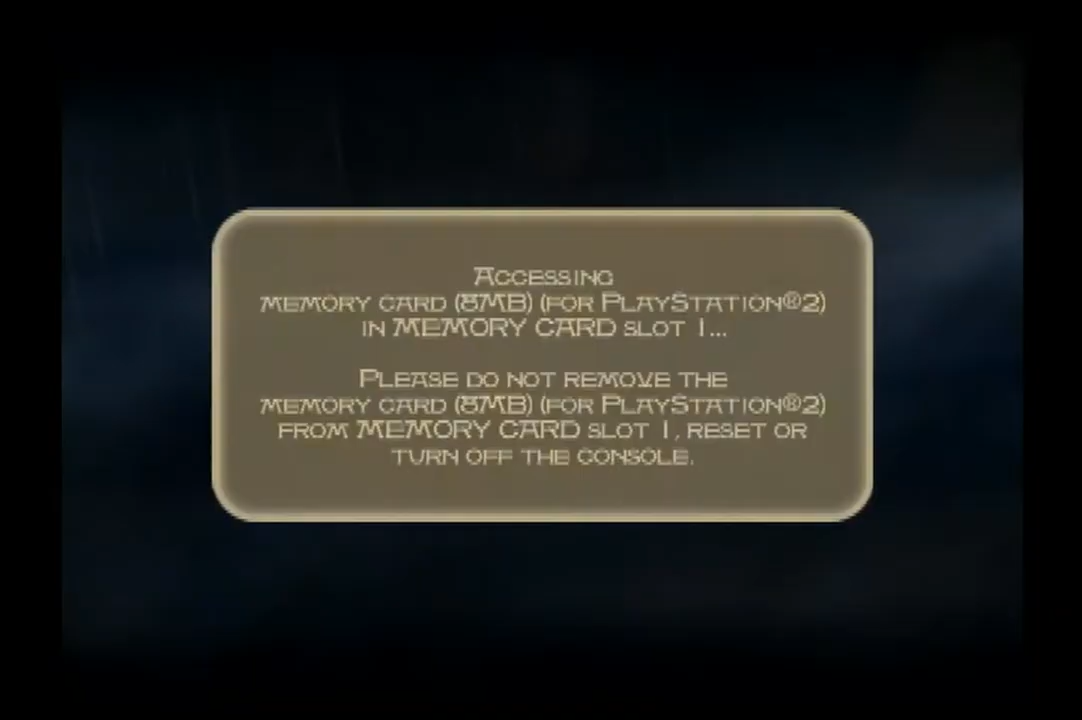 Accessing
memory card (8MB) (for PlayStation®2)
in MEMORY CARD slot 1...
Please do not remove the
memory card (8MB) (for PlayStation®2)
from MEMORY CARD slot 1, reset or
turn off the console.